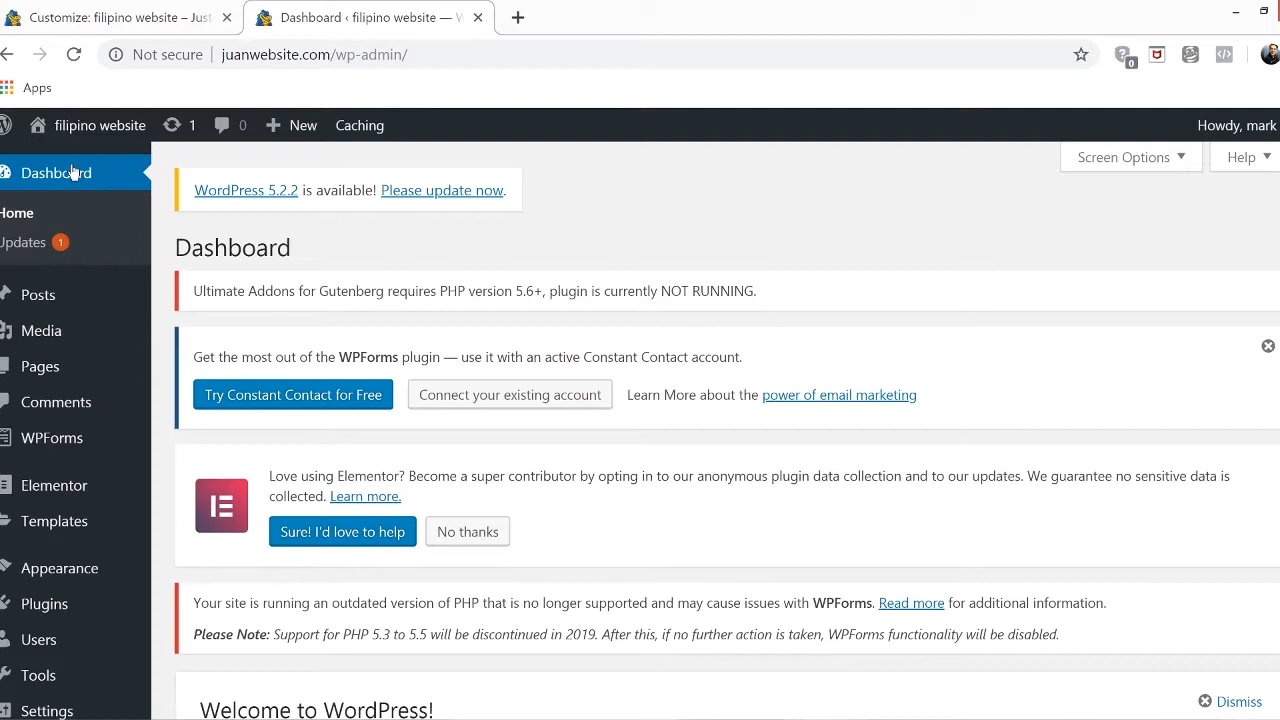 Customize: filipino website – Just
Dashboard ‹ filipino website — W
Not secure | juanwebsite.com/wp-admin/
0
Apps
filipino website 1 0 New Caching Howdy, mark
Dashboard
Home
Updates 1
Posts
Media
Pages
Comments
WPForms
Elementor
Templates
Appearance
Plugins
Users
Tools
Settings
Screen Options Help
WordPress 5.2.2 is available! Please update now.
Dashboard
Ultimate Addons for Gutenberg requires PHP version 5.6+, plugin is currently NOT RUNNING.
Get the most out of the WPForms plugin — use it with an active Constant Contact account.
Try Constant Contact for Free Connect your existing account Learn More about the power of email marketing
Love using Elementor? Become a super contributor by opting in to our anonymous plugin data collection and to our updates. We guarantee no sensitive data is
collected. Learn more.
Sure! I'd love to help No thanks
Your site is running an outdated version of PHP that is no longer supported and may cause issues with WPForms. Read more for additional information.
Please Note: Support for PHP 5.3 to 5.5 will be discontinued in 2019. After this, if no further action is taken, WPForms functionality will be disabled.
Welcome to WordPress!
Dismiss